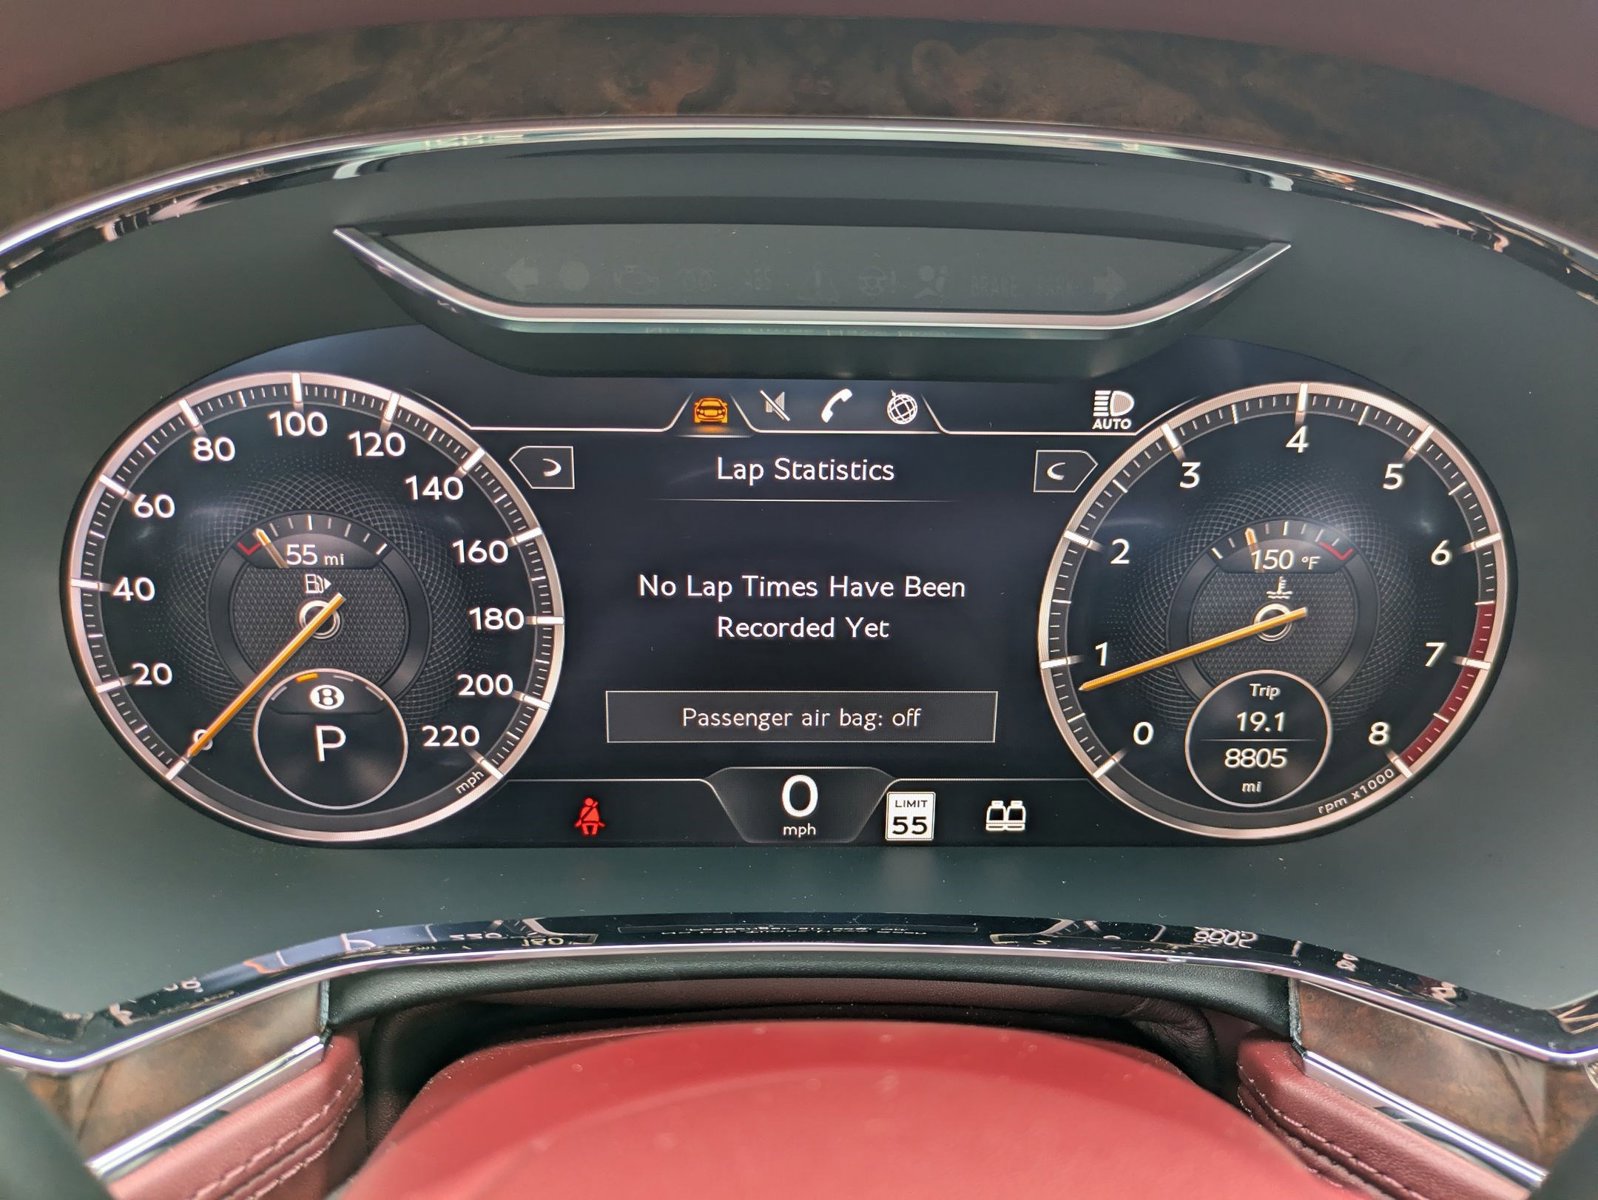 AUTO
Lap Statistics
No Lap Times Have Been
Recorded Yet
Passenger air bag: off
0
mph
LIMIT
55
0
20
40
60
80
100
120
140
160
180
200
220
mph
55 mi
B
P
0
1
2
3
4
5
6
7
8
rpm x1000
150 °F
Trip
19.1
8805
mi
BRAKE